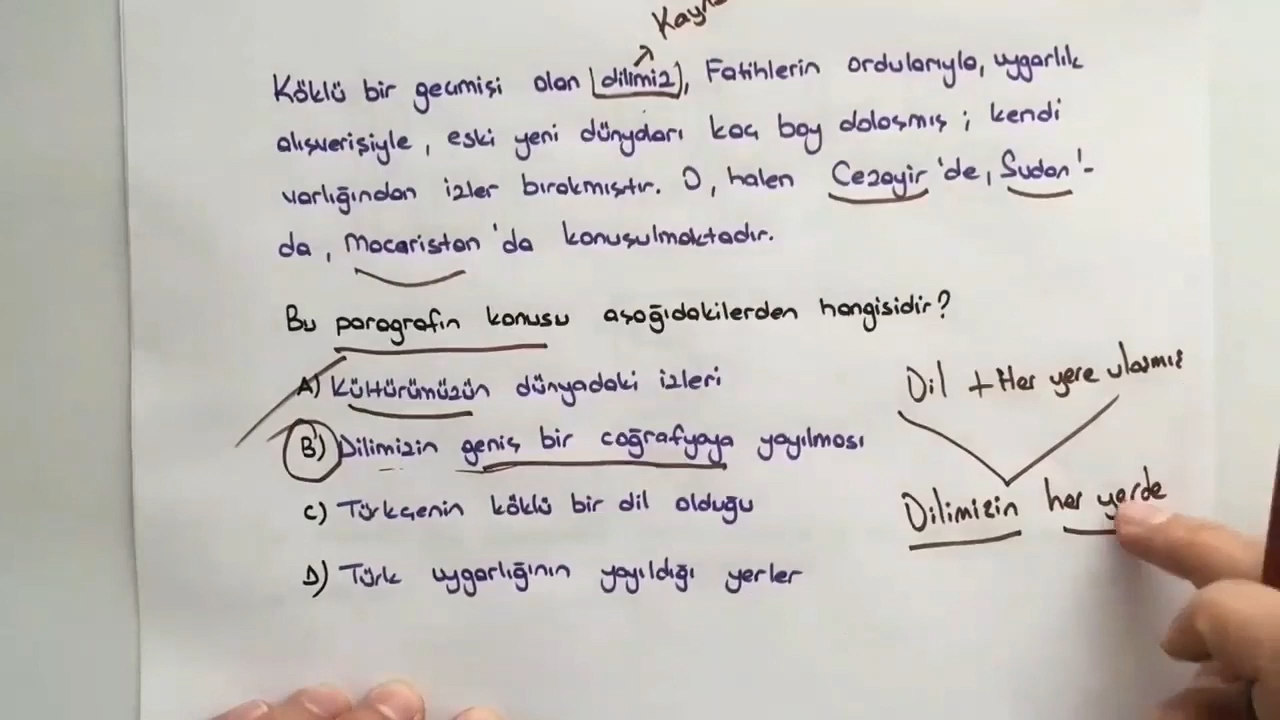 Köklü bir geçmişi olan dilimiz, Fatihlerin ordularıyla, uygarlık
alışverişiyle, eski yeni dünyaları kaç boy dolaşmış; kendi
varlığından izler bırakmıştır. O, halen Cezayir'de, Sudan'-
da, Macaristan'da konuşulmaktadır.
Bu paragrafın konusu aşağıdakilerden hangisidir?
A) Kültürümüzün dünyadaki izleri
B) Dilimizin geniş bir coğrafyaya yayılması
C) Türkçenin köklü bir dil olduğu
D) Türk uygarlığının yayıldığı yerler
Dil + Her yere ulaşmış
Dilimizin her yerde